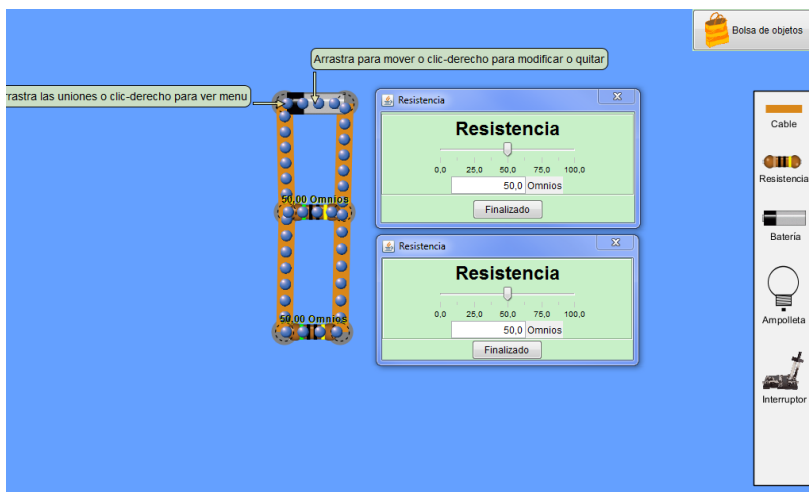 Bolsa de objetos
Arrastra para mover o clic-derecho para modificar o quitar
rrastra las uniones o clic-derecho para ver menu
Resistencia
Resistencia
0,0 25,0 50,0 75,0 100,0
50,0 Omnios
Finalizado
50,00 Omnios
Resistencia
Resistencia
0,0 25,0 50,0 75,0 100,0
50,0 Omnios
Finalizado
50,00 Omnios
Cable
Resistencia
Batería
Ampolleta
Interruptor